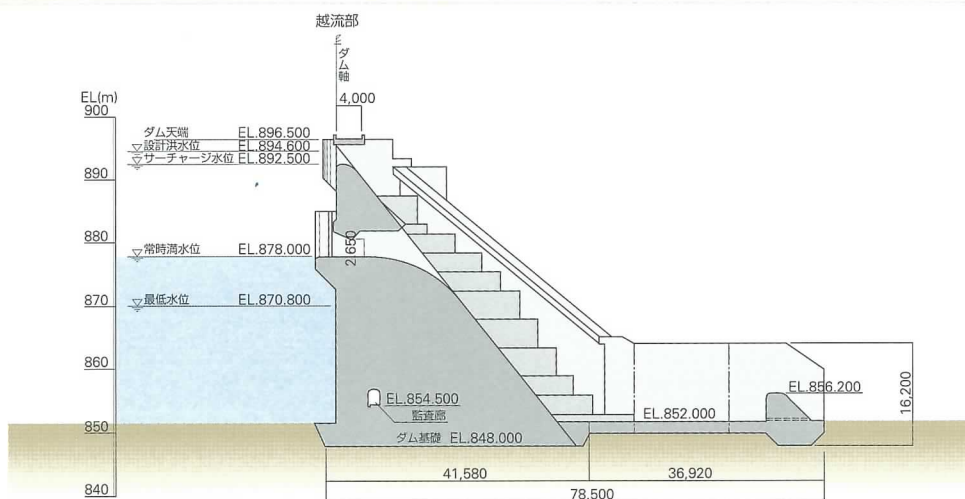 越流部
ダム軸
4,000
EL(m)
900
ダム天端 EL.896.500
設計洪水位 EL.894.600
サーチャージ水位 EL.892.500
890
880
2,650
常時満水位 EL.878.000
870
最低水位 EL.870.800
860
EL.854.500
監査廊
EL.856.200
EL.852.000
16,200
850
ダム基礎 EL.848.000
41,580
36,920
840
78,500